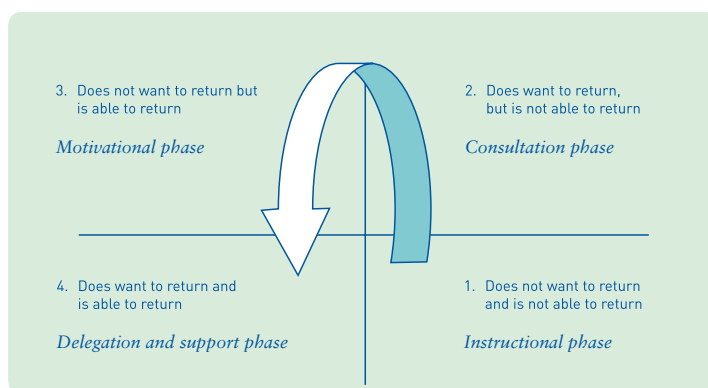 3. Does not want to return but
is able to return
Motivational phase
2. Does want to return,
but is not able to return
Consultation phase
4. Does want to return and
is able to return
Delegation and support phase
1. Does not want to return
and is not able to return
Instructional phase